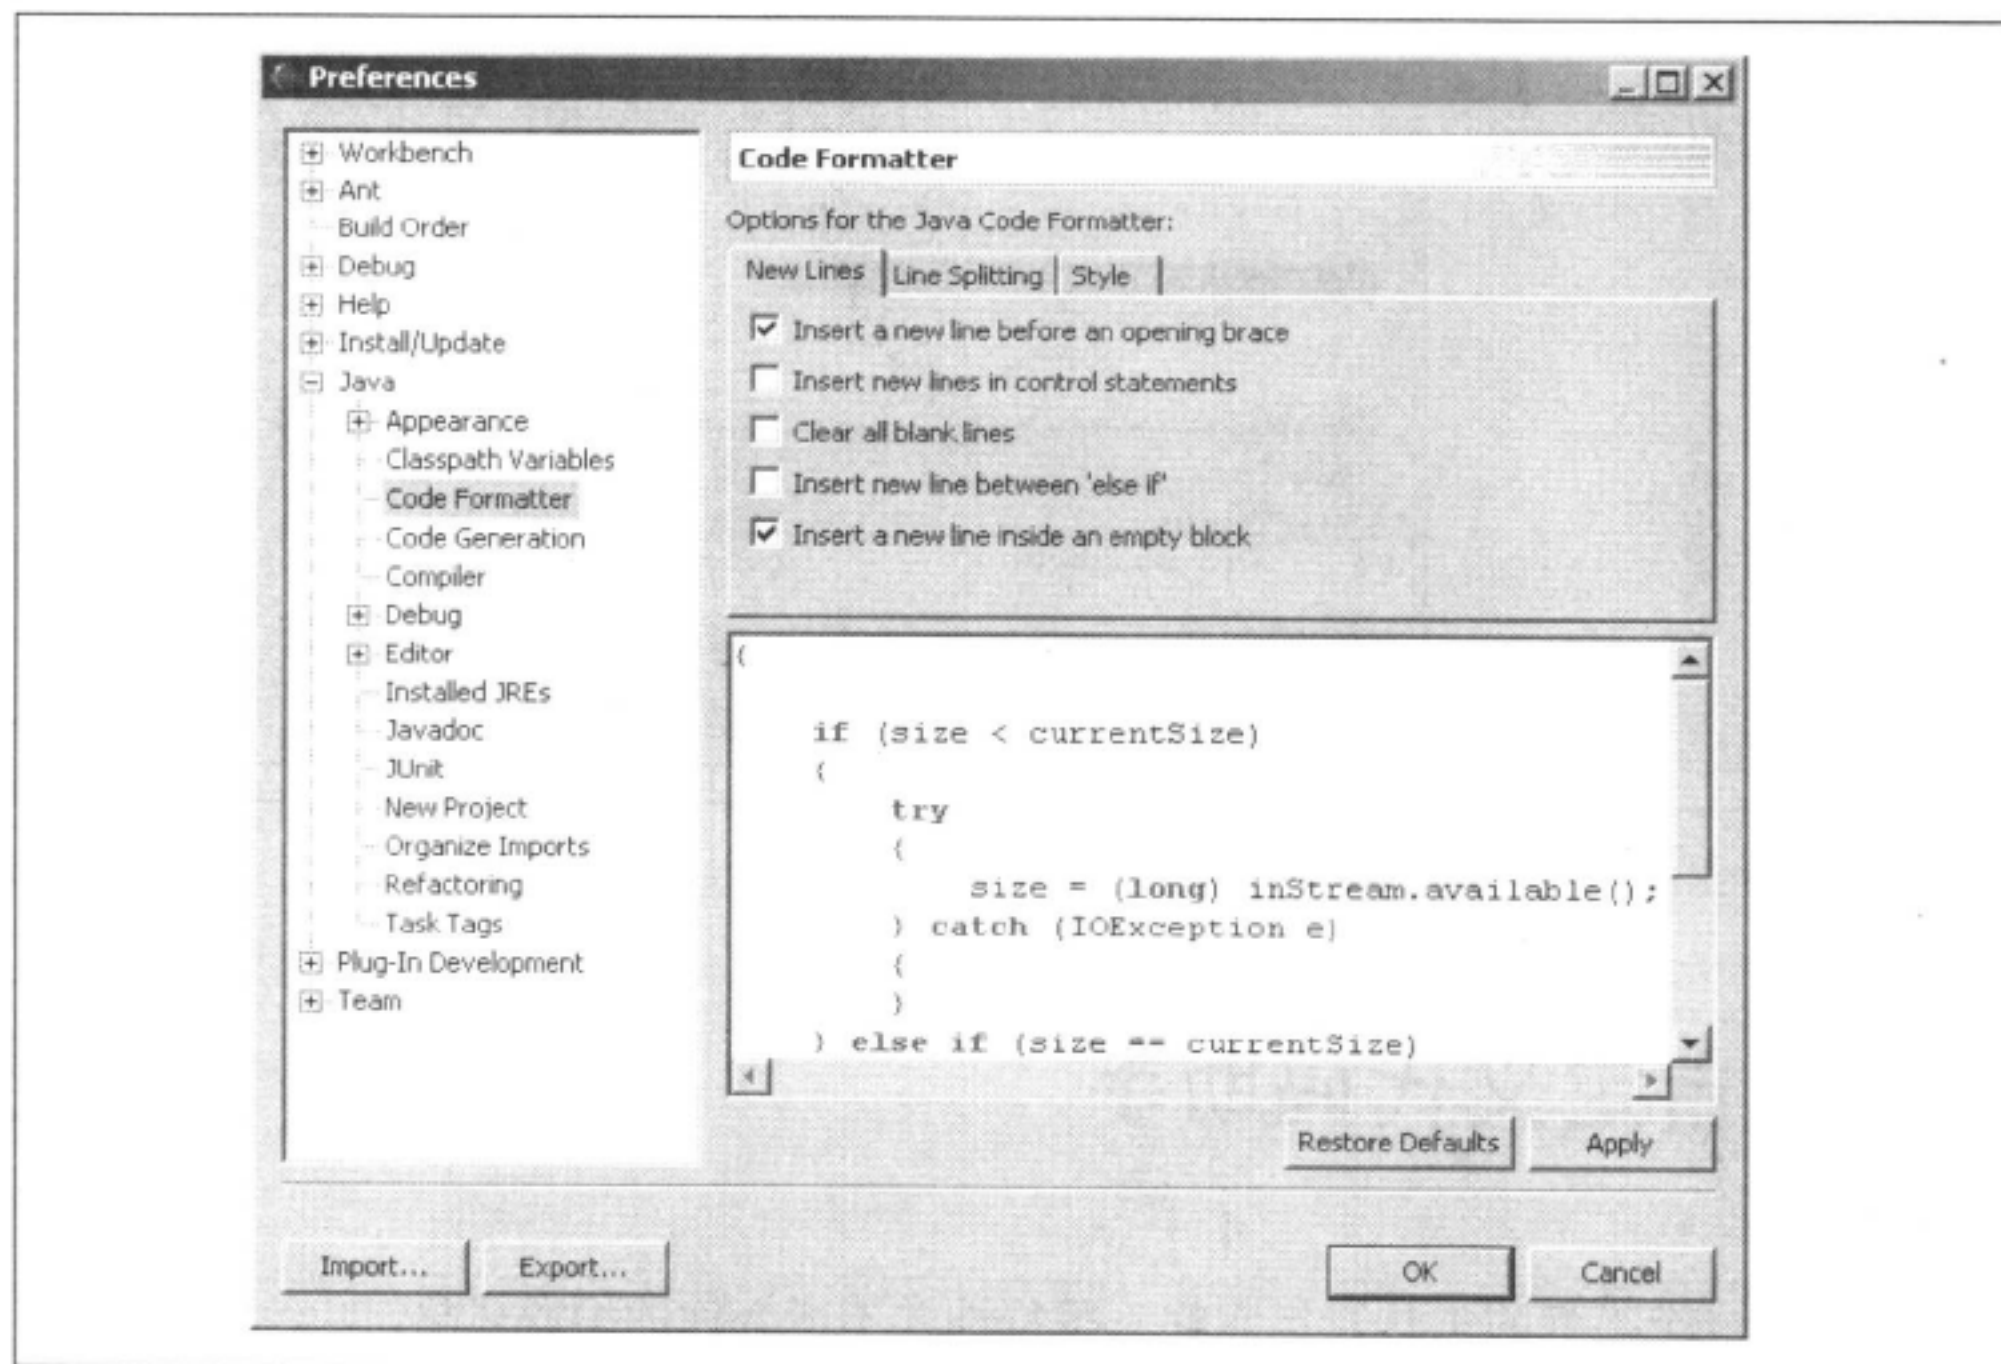 Preferences
Workbench
Ant
Build Order
Debug
Help
Install/Update
Java
Appearance
Classpath Variables
Code Formatter
Code Generation
Compiler
Debug
Editor
Installed JREs
Javadoc
JUnit
New Project
Organize Imports
Refactoring
Task Tags
Plug-In Development
Team
Code Formatter
Options for the Java Code Formatter:
New Lines Line Splitting Style
Insert a new line before an opening brace
Insert new lines in control statements
Clear all blank lines
Insert new line between 'else if'
Insert a new line inside an empty block
{
if (size < currentSize)
{
try
{
size = (long) inStream.available();
} catch (IOException e)
{
}
} else if (size == currentSize)
Restore Defaults Apply
Import... Export... OK Cancel